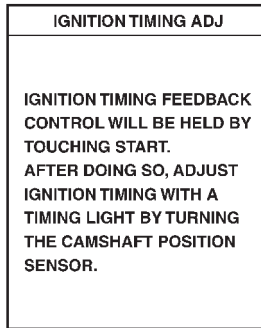 IGNITION TIMING ADJ
IGNITION TIMING FEEDBACK
CONTROL WILL BE HELD BY
TOUCHING START.
AFTER DOING SO, ADJUST
IGNITION TIMING WITH A
TIMING LIGHT BY TURNING
THE CAMSHAFT POSITION
SENSOR.